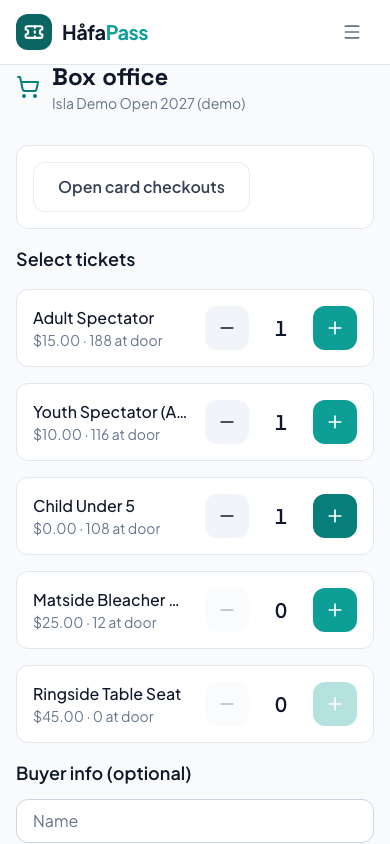 HåfaPass
Box office
Isla Demo Open 2027 (demo)
Open card checkouts
Select tickets
Adult Spectator
$15.00 · 188 at door
1
Youth Spectator (A…
$10.00 · 116 at door
1
Child Under 5
$0.00 · 108 at door
1
Matside Bleacher …
$25.00 · 12 at door
0
Ringside Table Seat
$45.00 · 0 at door
0
Buyer info (optional)
Name